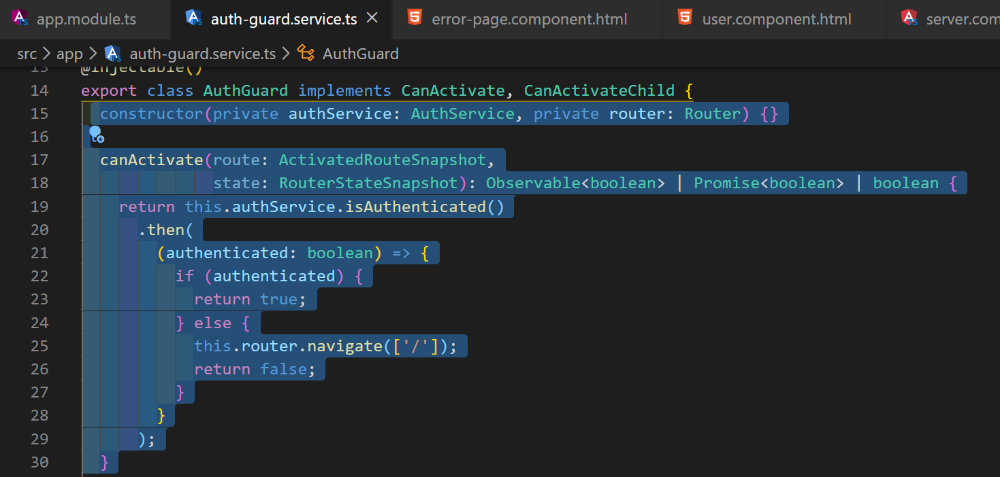 app.module.ts auth-guard.service.ts error-page.component.html user.component.html server.com
src > app > auth-guard.service.ts > AuthGuard
13 @Injectable()
14 export class AuthGuard implements CanActivate, CanActivateChild {
15 constructor(private authService: AuthService, private router: Router) {}
16
17 canActivate(route: ActivatedRouteSnapshot,
18 state: RouterStateSnapshot): Observable<boolean> | Promise<boolean> | boolean {
19 return this.authService.isAuthenticated()
20 .then(
21 (authenticated: boolean) => {
22 if (authenticated) {
23 return true;
24 } else {
25 this.router.navigate(['/']);
26 return false;
27 }
28 }
29 );
30 }